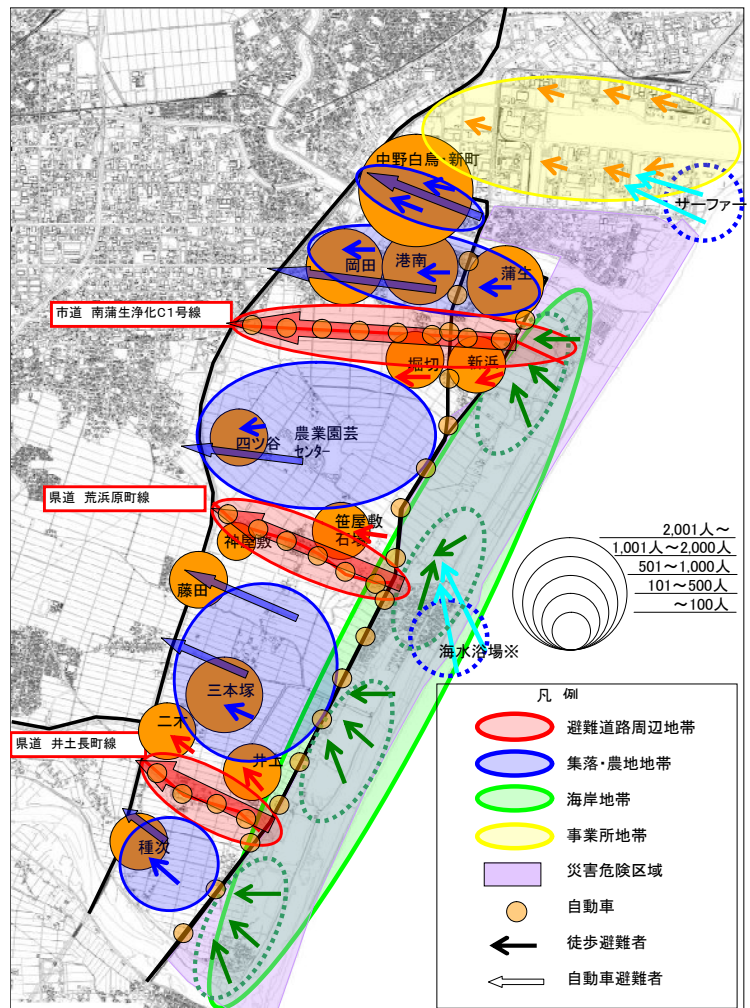 中野白鳥・新町
サーファー
岡田
港南
蒲生
市道 南蒲生浄化C1号線
堀切
新浜
四ツ谷
農業園芸
センター
県道 荒浜原町線
笹屋敷
石場
神屋敷
藤田
2,001人～
1,001人～2,000人
501～1,000人
101～500人
～100人
海水浴場※
三本塚
二木
県道 井土長町線
井土
種次
凡 例
避難道路周辺地帯
集落・農地地帯
海岸地帯
事業所地帯
災害危険区域
自動車
徒歩避難者
自動車避難者